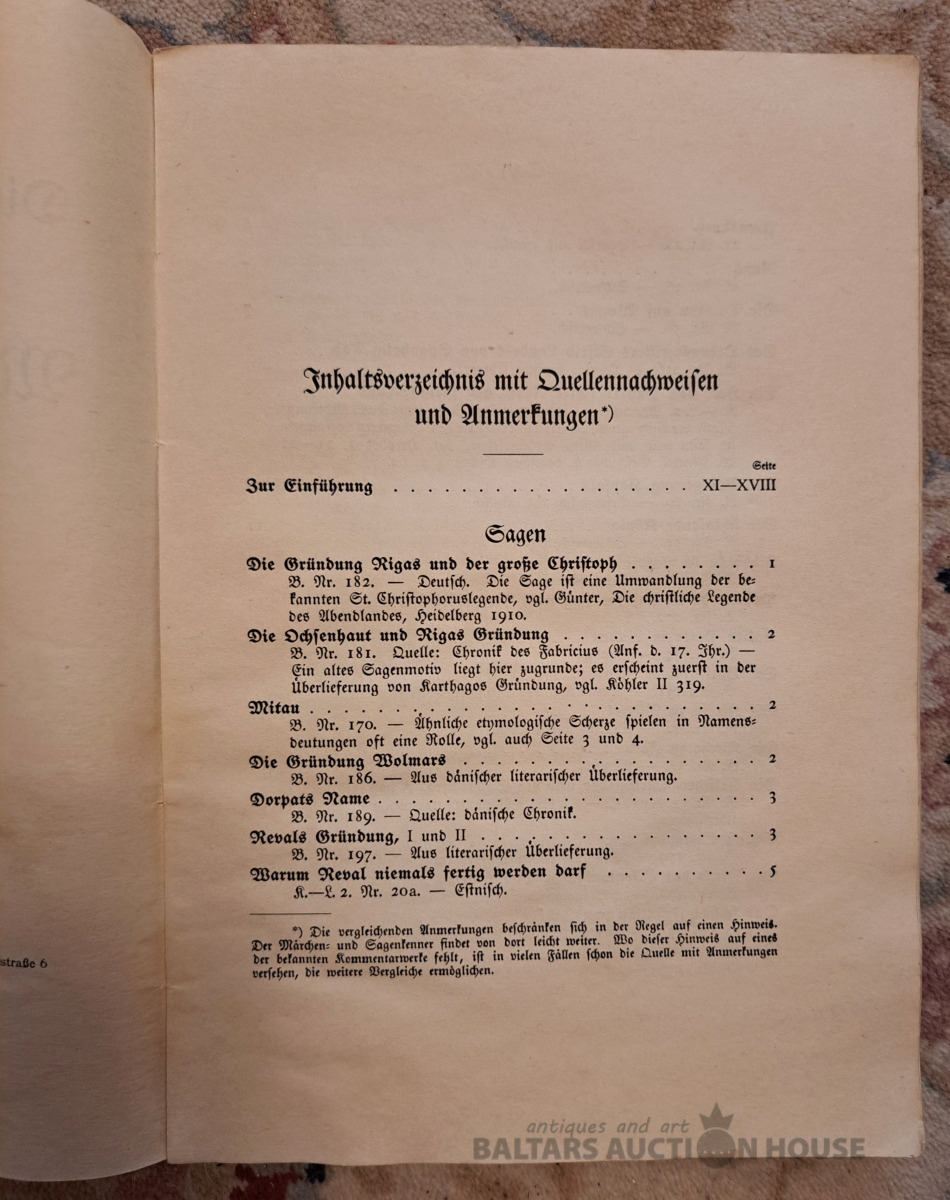 Inhaltsverzeichnis mit Quellennachweisen
und Anmerkungen*)
Seite
Zur Einführung . . . . . . . . . . . . . . . . . . XI—XVIII
Sagen
Die Gründung Rigas und der große Christoph . . . . . . . . 1
B. Nr. 182. — Deutsch. Die Sage ist eine Umwandlung der be-
kannten St. Christophoruslegende, vgl. Günter, Die christliche Legende
des Abendlandes, Heidelberg 1910.
Die Ochsenhaut und Rigas Gründung . . . . . . . . . . . . 2
B. Nr. 181. Quelle: Chronik des Fabricius (Anf. d. 17. Jhr.) —
Ein altes Sagenmotiv liegt hier zugrunde; es erscheint zuerst in der
Überlieferung von Karthagos Gründung, vgl. Köhler II 319.
Mitau . . . . . . . . . . . . . . . . . . . . . . . . . . 2
B. Nr. 170. — Ähnliche etymologische Scherze spielen in Namens-
deutungen oft eine Rolle, vgl. auch Seite 3 und 4.
Die Gründung Wolmars . . . . . . . . . . . . . . . . . . 2
B. Nr. 186. — Aus dänischer literarischer Überlieferung.
Dorpats Name . . . . . . . . . . . . . . . . . . . . . . . 3
B. Nr. 189. — Quelle: dänische Chronik.
Revals Gründung, I und II . . . . . . . . . . . . . . . . . 3
B. Nr. 197. — Aus literarischer Überlieferung.
Warum Reval niemals fertig werden darf . . . . . . . . . . 5
K.—L. 2. Nr. 20a. — Estnisch.
*) Die vergleichenden Anmerkungen beschränken sich in der Regel auf einen Hinweis.
Der Märchen- und Sagenkenner findet von dort leicht weiter. Wo dieser Hinweis auf eines
der bekannten Kommentarwerke fehlt, ist in vielen Fällen schon die Quelle mit Anmerkungen
versehen, die weitere Vergleiche ermöglichen.
straße 6
antiques and art
BALTARS AUCTION HOUSE